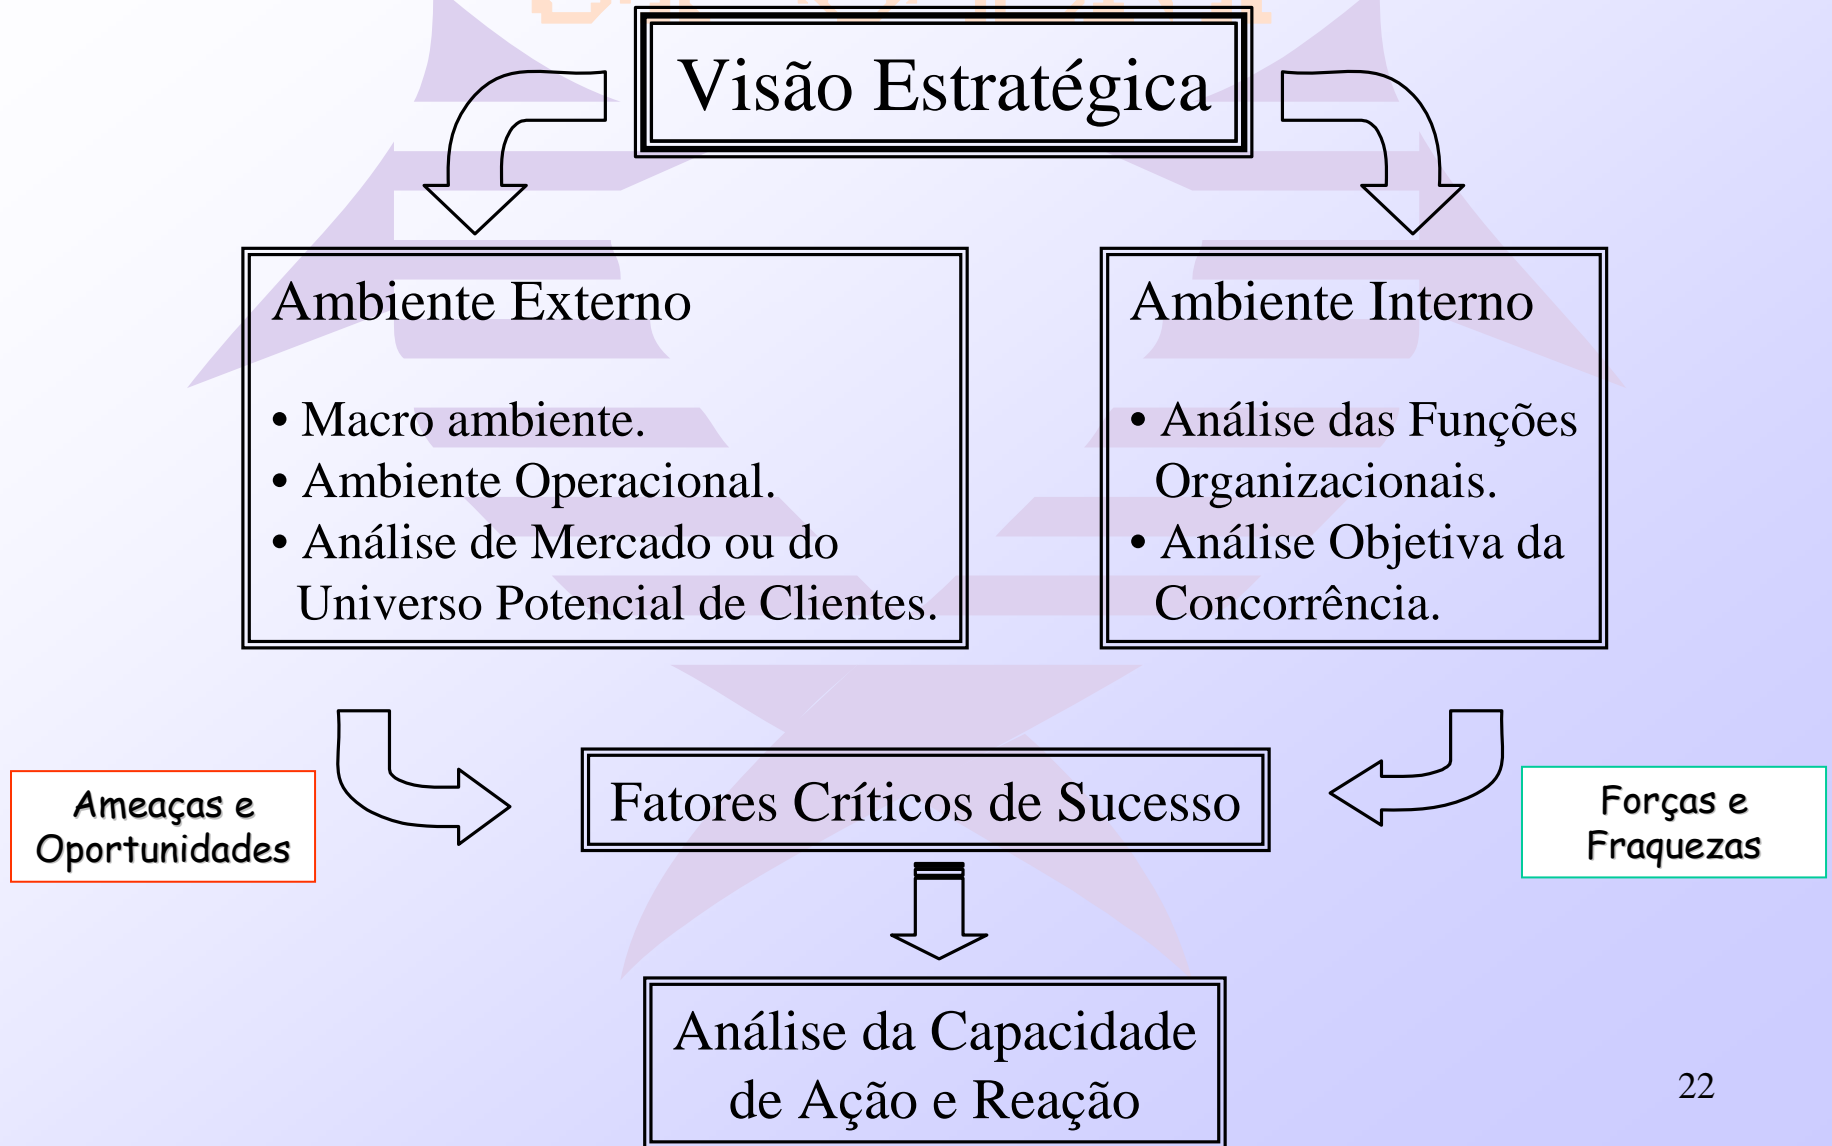 Visão Estratégica
Ambiente Externo
• Macro ambiente.
• Ambiente Operacional.
• Análise de Mercado ou do
Universo Potencial de Clientes.
Ambiente Interno
• Análise das Funções
Organizacionais.
• Análise Objetiva da
Concorrência.
Ameaças e
Oportunidades
Fatores Críticos de Sucesso
Forças e
Fraquezas
Análise da Capacidade
de Ação e Reação
22